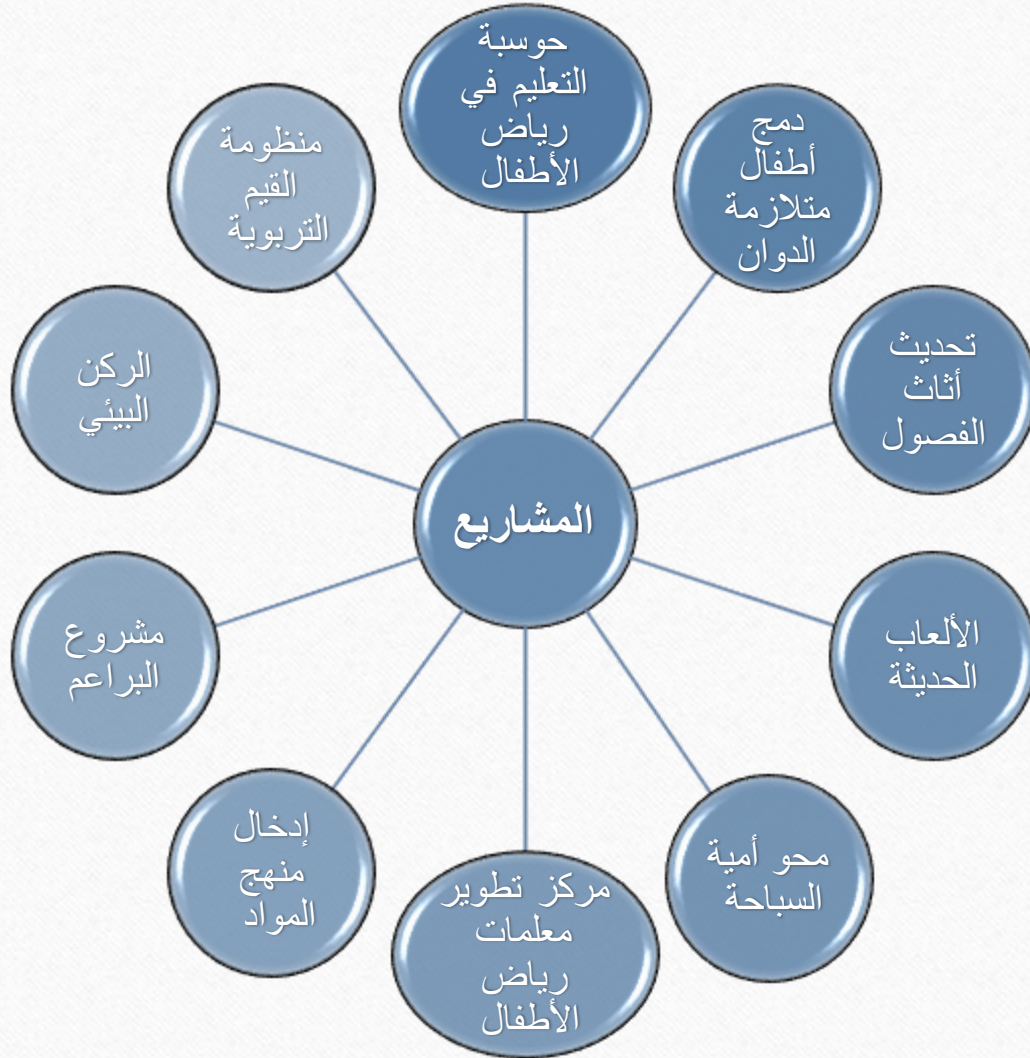 حوسبة
التعليم في
رياض
الأطفال
دمج
أطفال
متلازمة
الدوان
تحديث
أثاث
الفصول
الألعاب
الحديثة
محو أمية
السباحة
مركز تطوير
معلمات
رياض
الأطفال
إدخال
منهج
المواد
مشروع
البراعم
الركن
البيئي
منظومة
القيم
التربوية
المشاريع